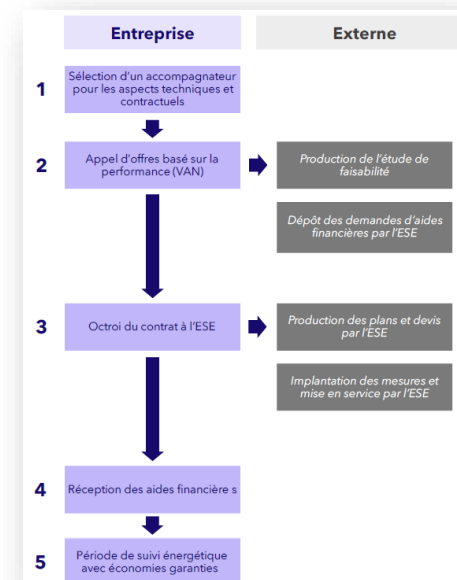 Entreprise
Externe
1
Sélection d'un accompagnateur
pour les aspects techniques et
contractuels
2
Appel d'offres basé sur la
performance (VAN)
Production de l'étude de
faisabilité
Dépôt des demandes d'aides
financières par l'ESE
3
Octroi du contrat à l'ESE
Production des plans et devis
par l'ESE
Implantation des mesures et
mise en service par l'ESE
4
Réception des aides financière s
5
Période de suivi énergétique
avec économies garanties